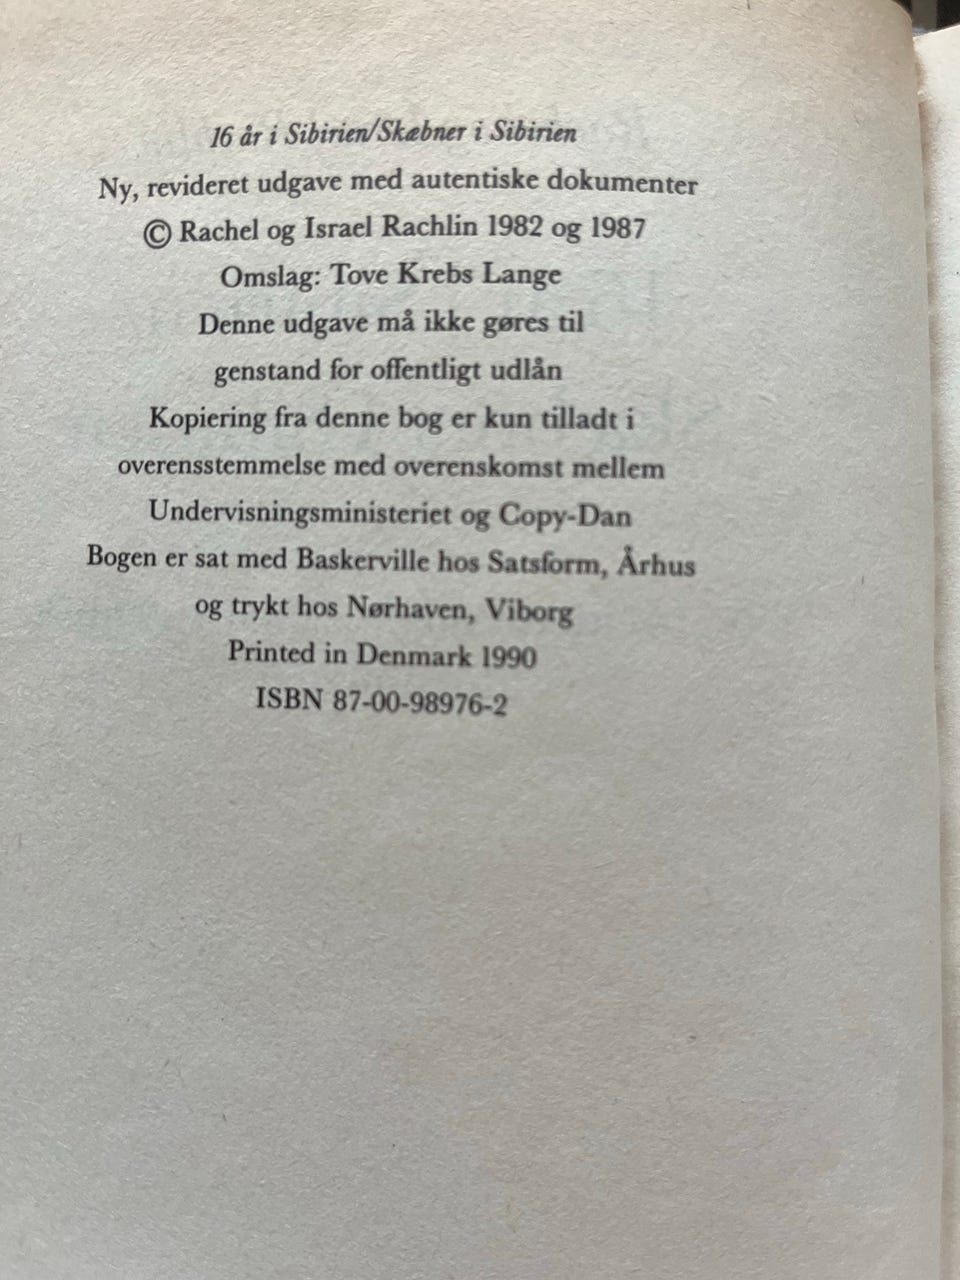 16 år i Sibirien/Skæbner i Sibirien
Ny, revideret udgave med autentiske dokumenter
© Rachel og Israel Rachlin 1982 og 1987
Omslag: Tove Krebs Lange
Denne udgave må ikke gøres til
genstand for offentligt udlån
Kopiering fra denne bog er kun tilladt i
overensstemmelse med overenskomst mellem
Undervisningsministeriet og Copy-Dan
Bogen er sat med Baskerville hos Satsform, Århus
og trykt hos Nørhaven, Viborg
Printed in Denmark 1990
ISBN 87-00-98976-2